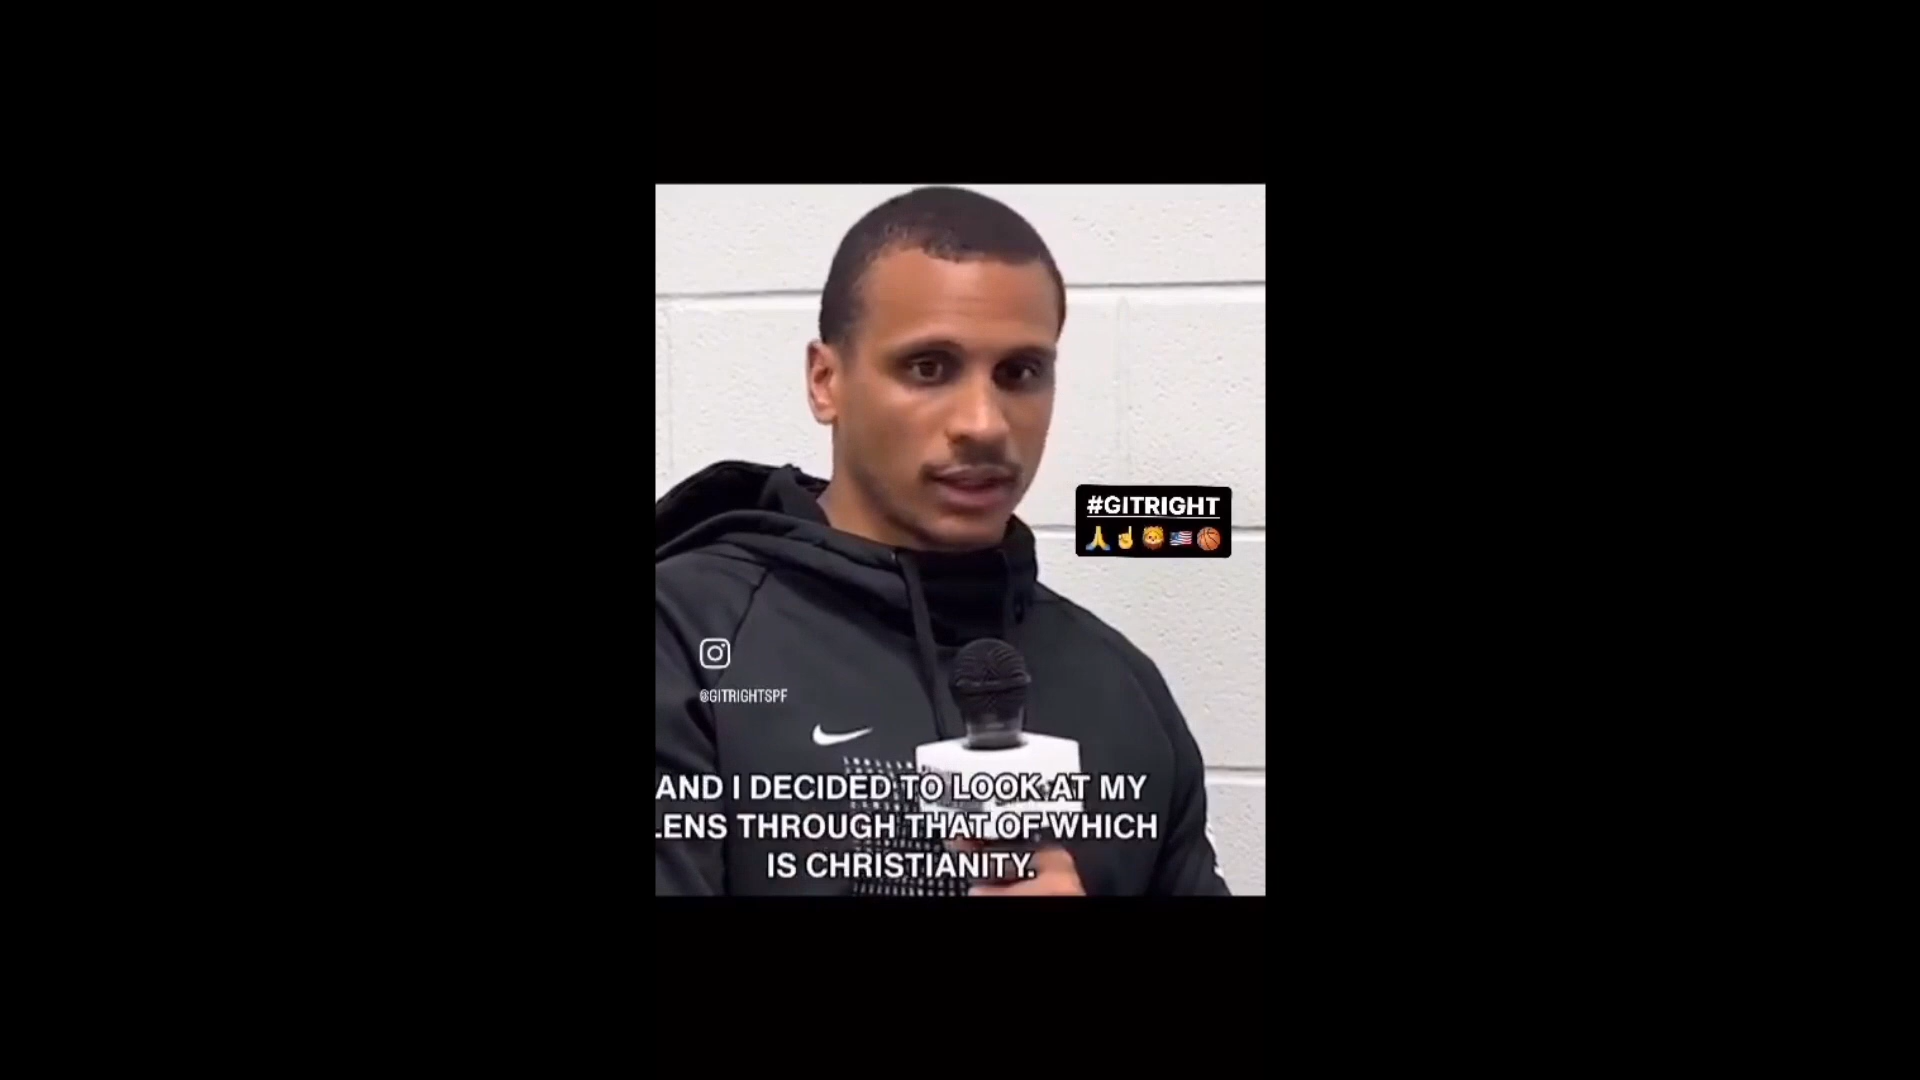 #GITRIGHT
@GITRIGHTSPF
AND I DECIDED TO LOOK AT MY
LENS THROUGH THAT OF WHICH
IS CHRISTIANITY.